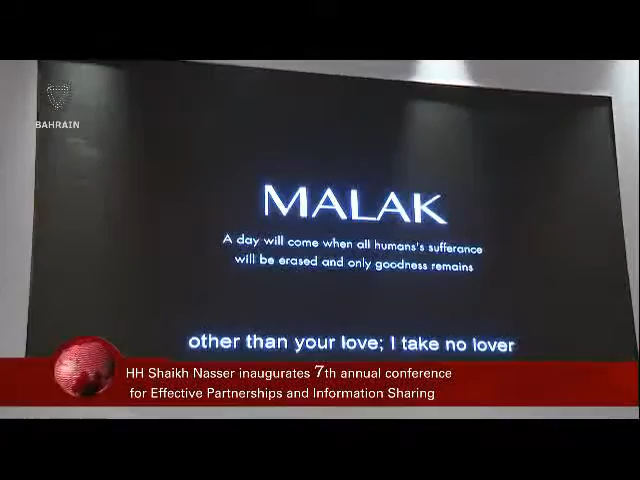 BAHRAIN
MALAK
A day will come when all humans's sufferance
will be erased and only goodness remains
other than your love; I take no lover
HH Shaikh Nasser inaugurates 7th annual conference
for Effective Partnerships and Information Sharing